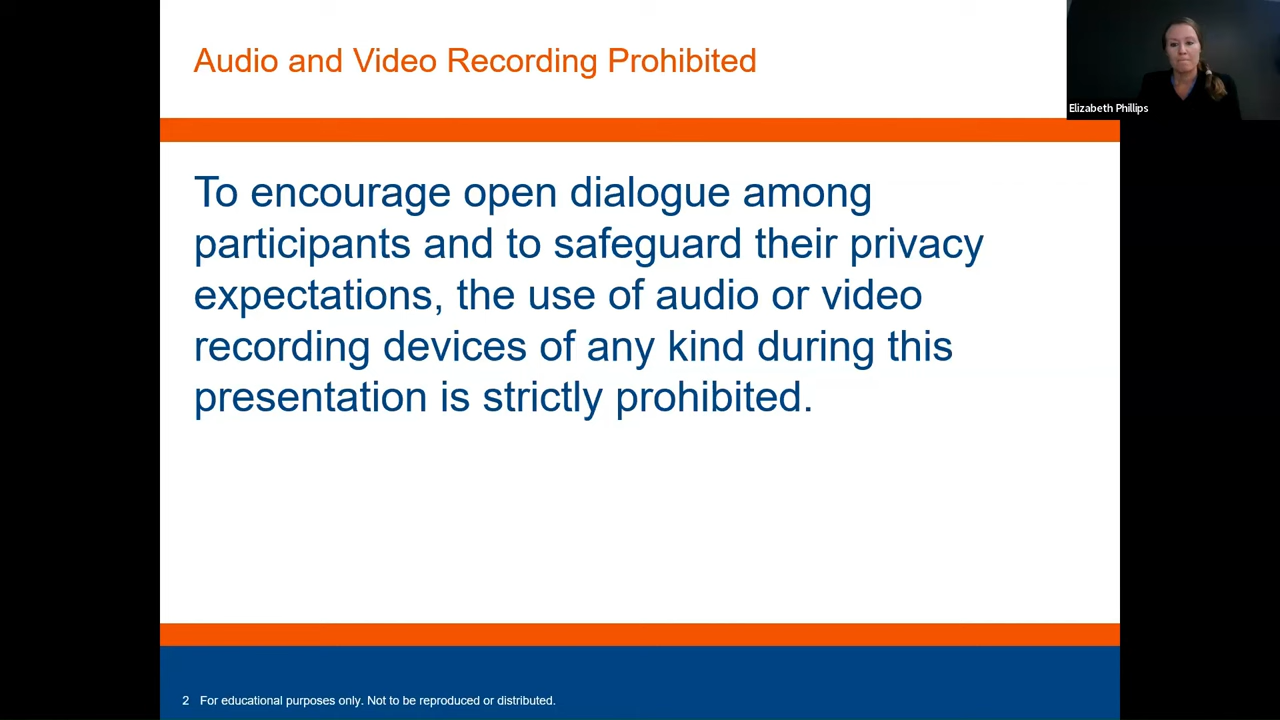 Audio and Video Recording Prohibited
Elizabeth Phillips
To encourage open dialogue among
participants and to safeguard their privacy
expectations, the use of audio or video
recording devices of any kind during this
presentation is strictly prohibited.
2 For educational purposes only. Not to be reproduced or distributed.